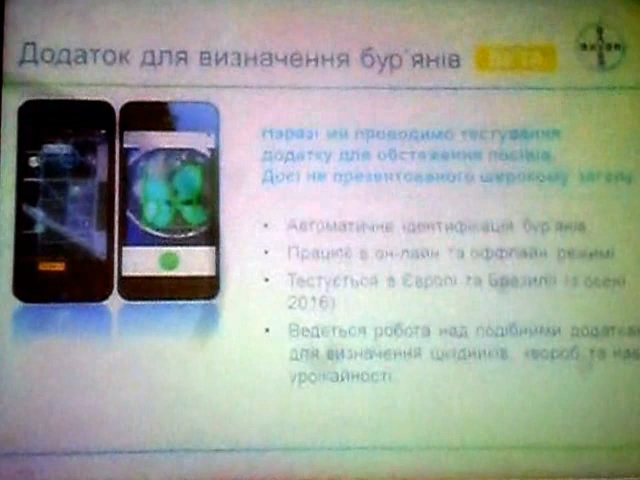 Додаток для визначення бур'янів
BAYER
Наразі ми проводимо тестування
додатку для обстеження посівів.
Досі не презентованого широкому загалу
• Автоматична ідентифікація бур'янів
• Працює в он-лайн та оффлайн режимі
• Тестується в Європі та Бразилії (з осені
2016)
• Ведеться робота над подібними
для визначення шкідників, хвороб та
урожайності